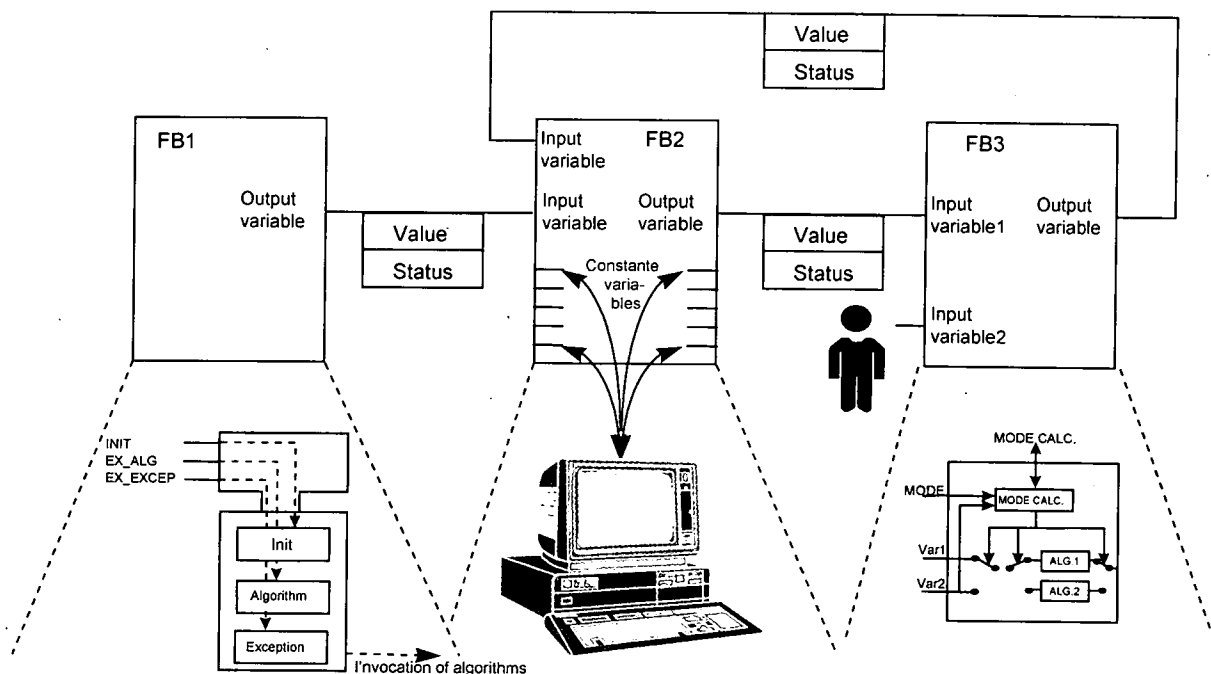 Value
Status
FB1
Output
variable
Value
Status
Input
variable
FB2
Input
variable
Output
variable
Constante
varia-
bles
Value
Status
FB3
Input
variable1
Output
variable
Input
variable2
INIT
EX_ALG
EX_EXCEP
Init
Algorithm
Exception
I'nvocation of algorithms
MODE CALC.
MODE
MODE CALC.
Var1
ALG.1
Var2
ALG.2